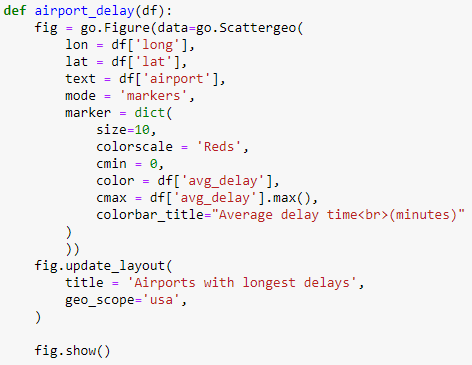 def airport_delay(df):
    fig = go.Figure(data=go.Scattergeo(
        lon = df['long'],
        lat = df['lat'],
        text = df['airport'],
        mode = 'markers',
        marker = dict(
            size=10,
            colorscale = 'Reds',
            cmin = 0,
            color = df['avg_delay'],
            cmax = df['avg_delay'].max(),
            colorbar_title="Average delay time<br>(minutes)"
        )
        ))
    fig.update_layout(
        title = 'Airports with longest delays',
        geo_scope='usa',
    )
    fig.show()